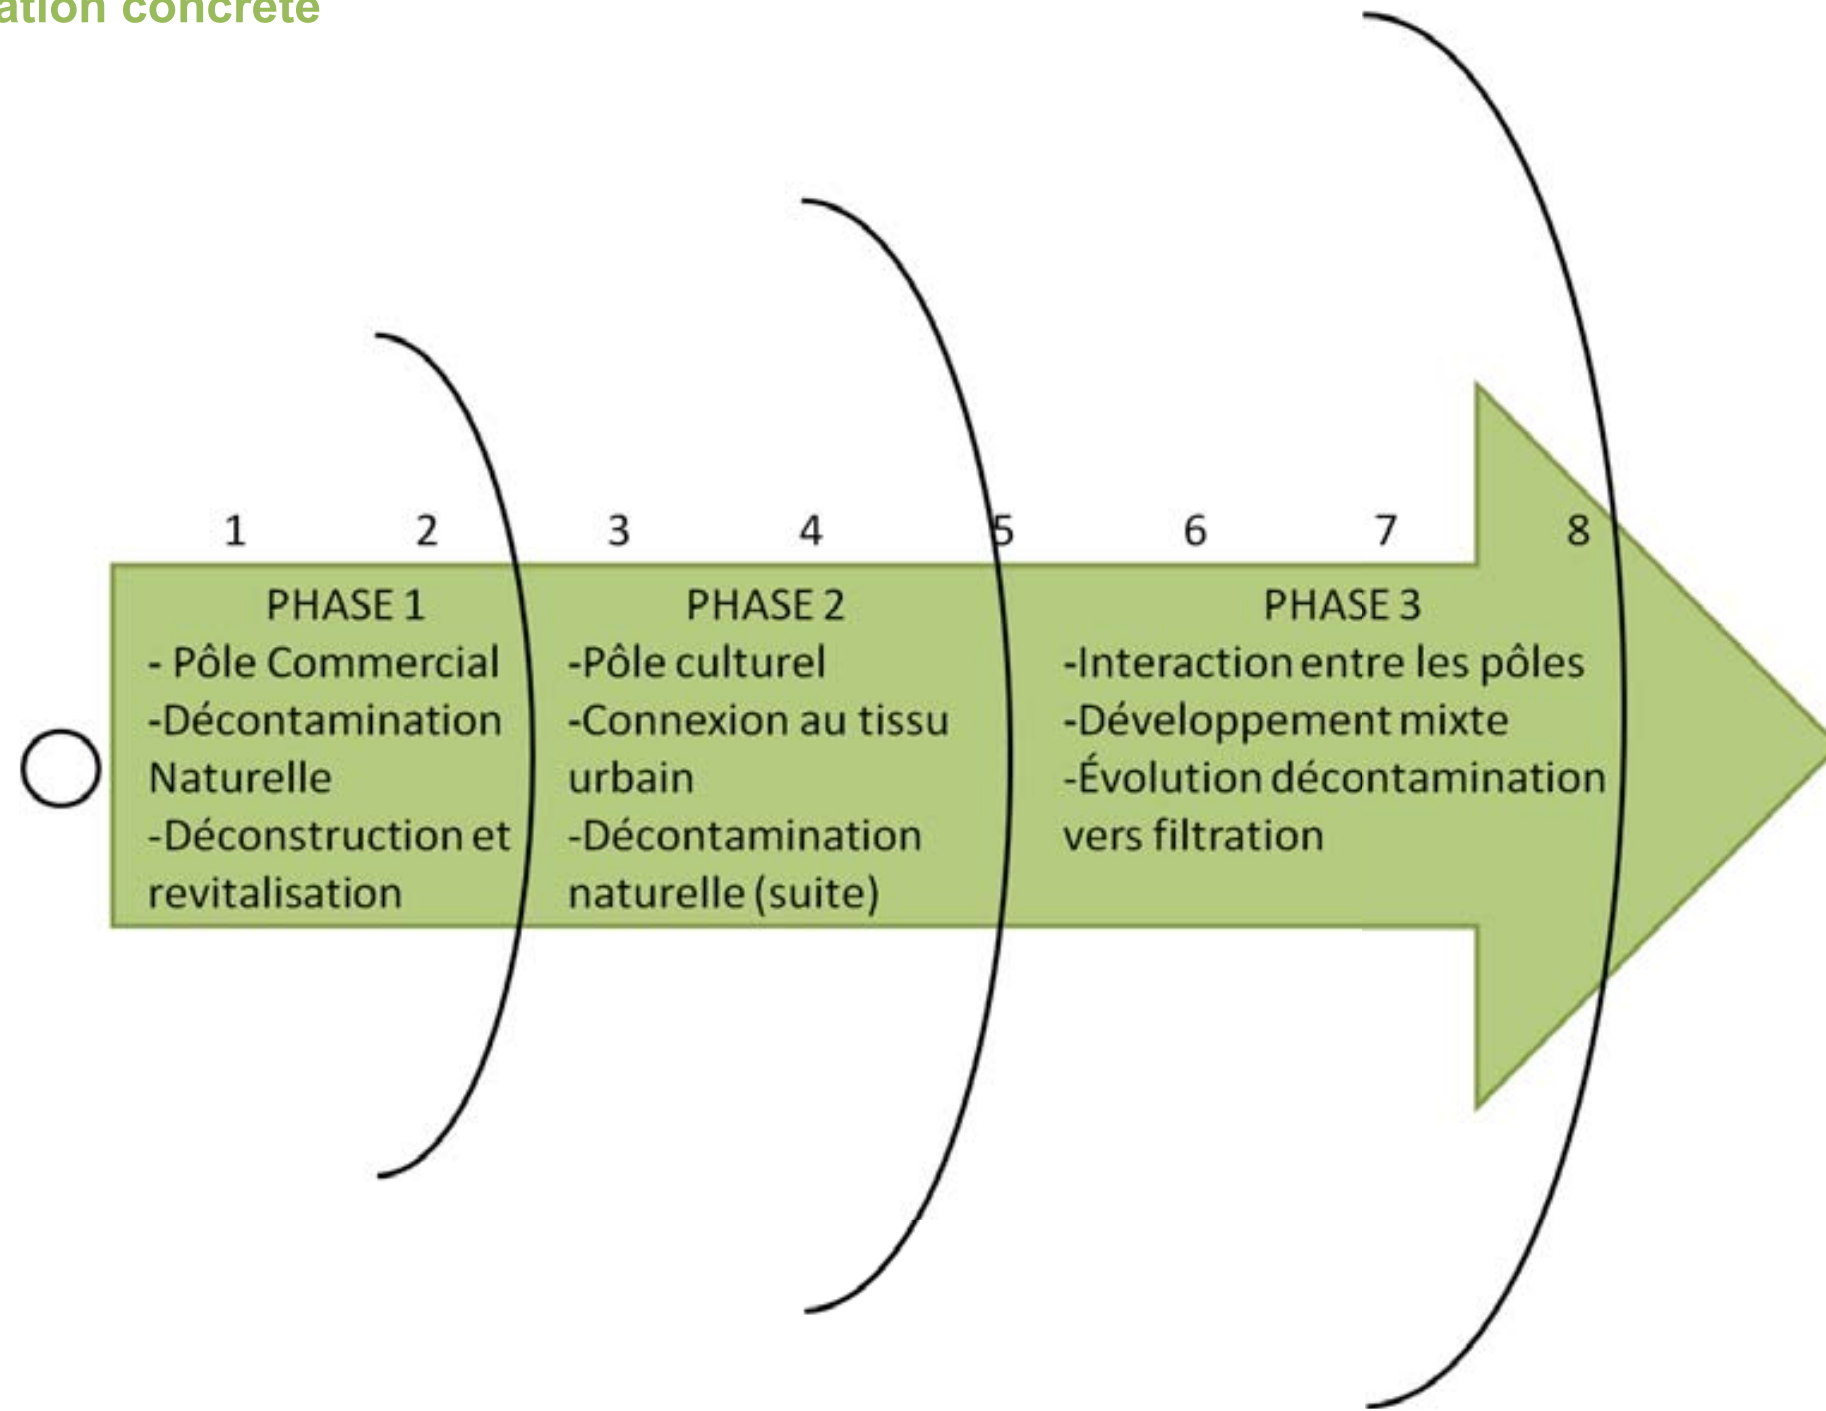 ation concrète
1 2 3 4 5 6 7 8
PHASE 1
- Pôle Commercial
-Décontamination
Naturelle
-Déconstruction et
revitalisation
PHASE 2
-Pôle culturel
-Connexion au tissu
urbain
-Décontamination
naturelle (suite)
PHASE 3
-Interaction entre les pôles
-Développement mixte
-Évolution décontamination
vers filtration